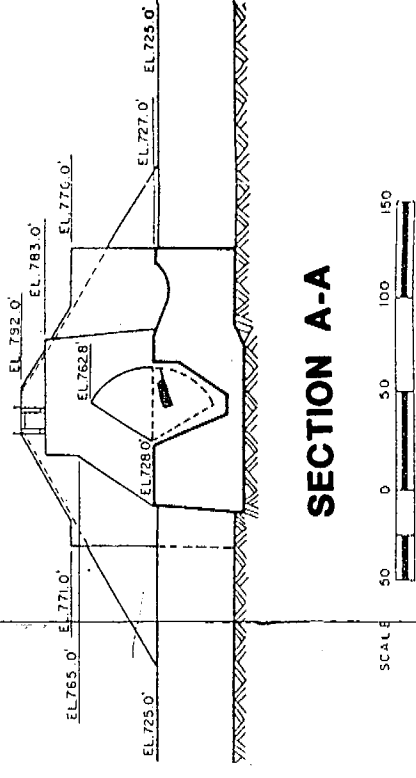 EL.792.0'
EL.783.0'
EL.770.0'
EL.727.0'
EL.725.0'
EL.762.8'
EL.728.0'
EL.771.0'
EL.765.0'
EL.725.0'
SECTION A-A
SCALE
50 0 50 100 150